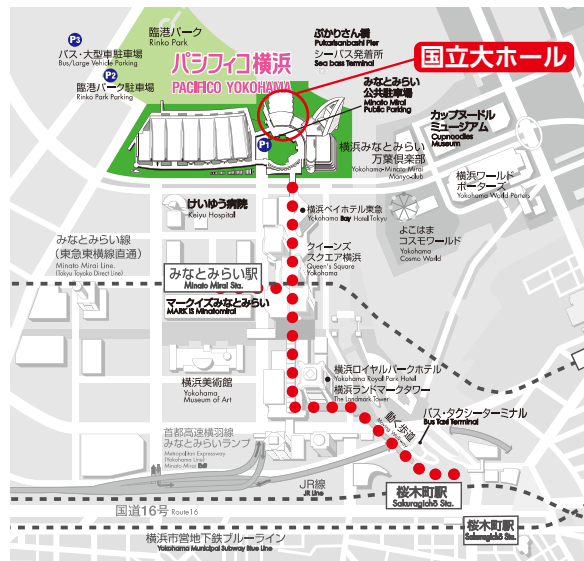 臨港パーク
Rinko Park
P3
バス・大型車駐車場
Bus/Large Vehicle Parking
P2
臨港パーク駐車場
Rinko Park Parking
パシフィコ横浜
PACIFICO YOKOHAMA
ぷかりさん橋
Pukarisanbashi Pier
シーバス発着所
Sea bass Terminal
国立大ホール
みなとみらい
公共駐車場
Minato Mirai
Public Parking
P1
カップヌードル
ミュージアム
Cupnoodles
Museum
横浜みなとみらい
万葉倶楽部
Yokohama-Minato Mirai
Manyo-club
横浜ワールド
ポーターズ
Yokohama World Porters
けいゆう病院
Keiyu Hospital
横浜ベイホテル東急
Yokohama Bay Hotel Tokyu
よこはま
コスモワールド
Yokohama
Cosmo World
みなとみらい線
(東急東横線直通)
Minato Mirai Line.
(Tokyu Toyoko Direct Line)
クイーンズ
スクエア横浜
Queen's Square
Yokohama
みなとみらい駅
Minato Mirai Sta.
マークイズみなとみらい
MARK IS Minatomirai
横浜美術館
Yokohama
Museum of Art
横浜ロイヤルパークホテル
Yokohama Royal Park Hotel
横浜ランドマークタワー
The Landmark Tower
動く歩道
バス・タクシーターミナル
Bus Taxi Terminal
首都高速横羽線
みなとみらいランプ
Metropolitan Expressway
(Yokohane Line)
Minato Mirai Exit
JR線
JR Line
桜木町駅
Sakuragichō Sta.
国道16号 Route16
桜木町駅
Sakuragichō Sta.
横浜市営地下鉄ブルーライン
Yokohama Municipal Subway Blue Line